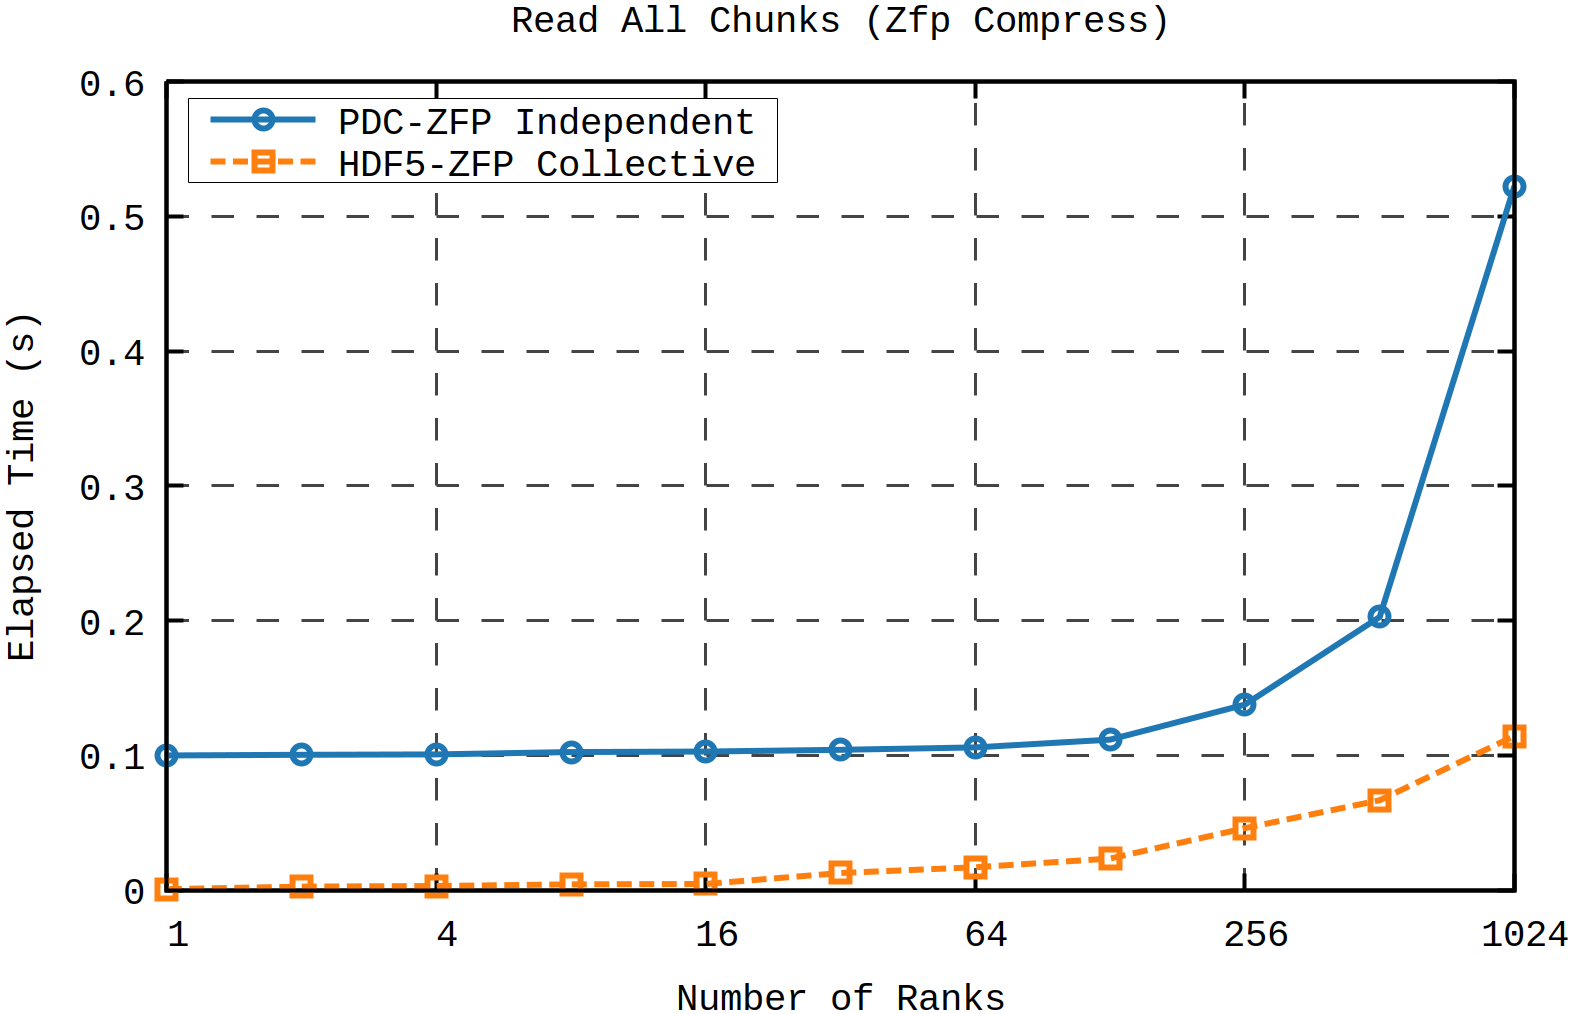 Read All Chunks (Zfp Compress)
PDC-ZFP Independent
HDF5-ZFP Collective
0.6
0.5
0.4
0.3
0.2
0.1
0
Elapsed Time (s)
1 4 16 64 256 1024
Number of Ranks